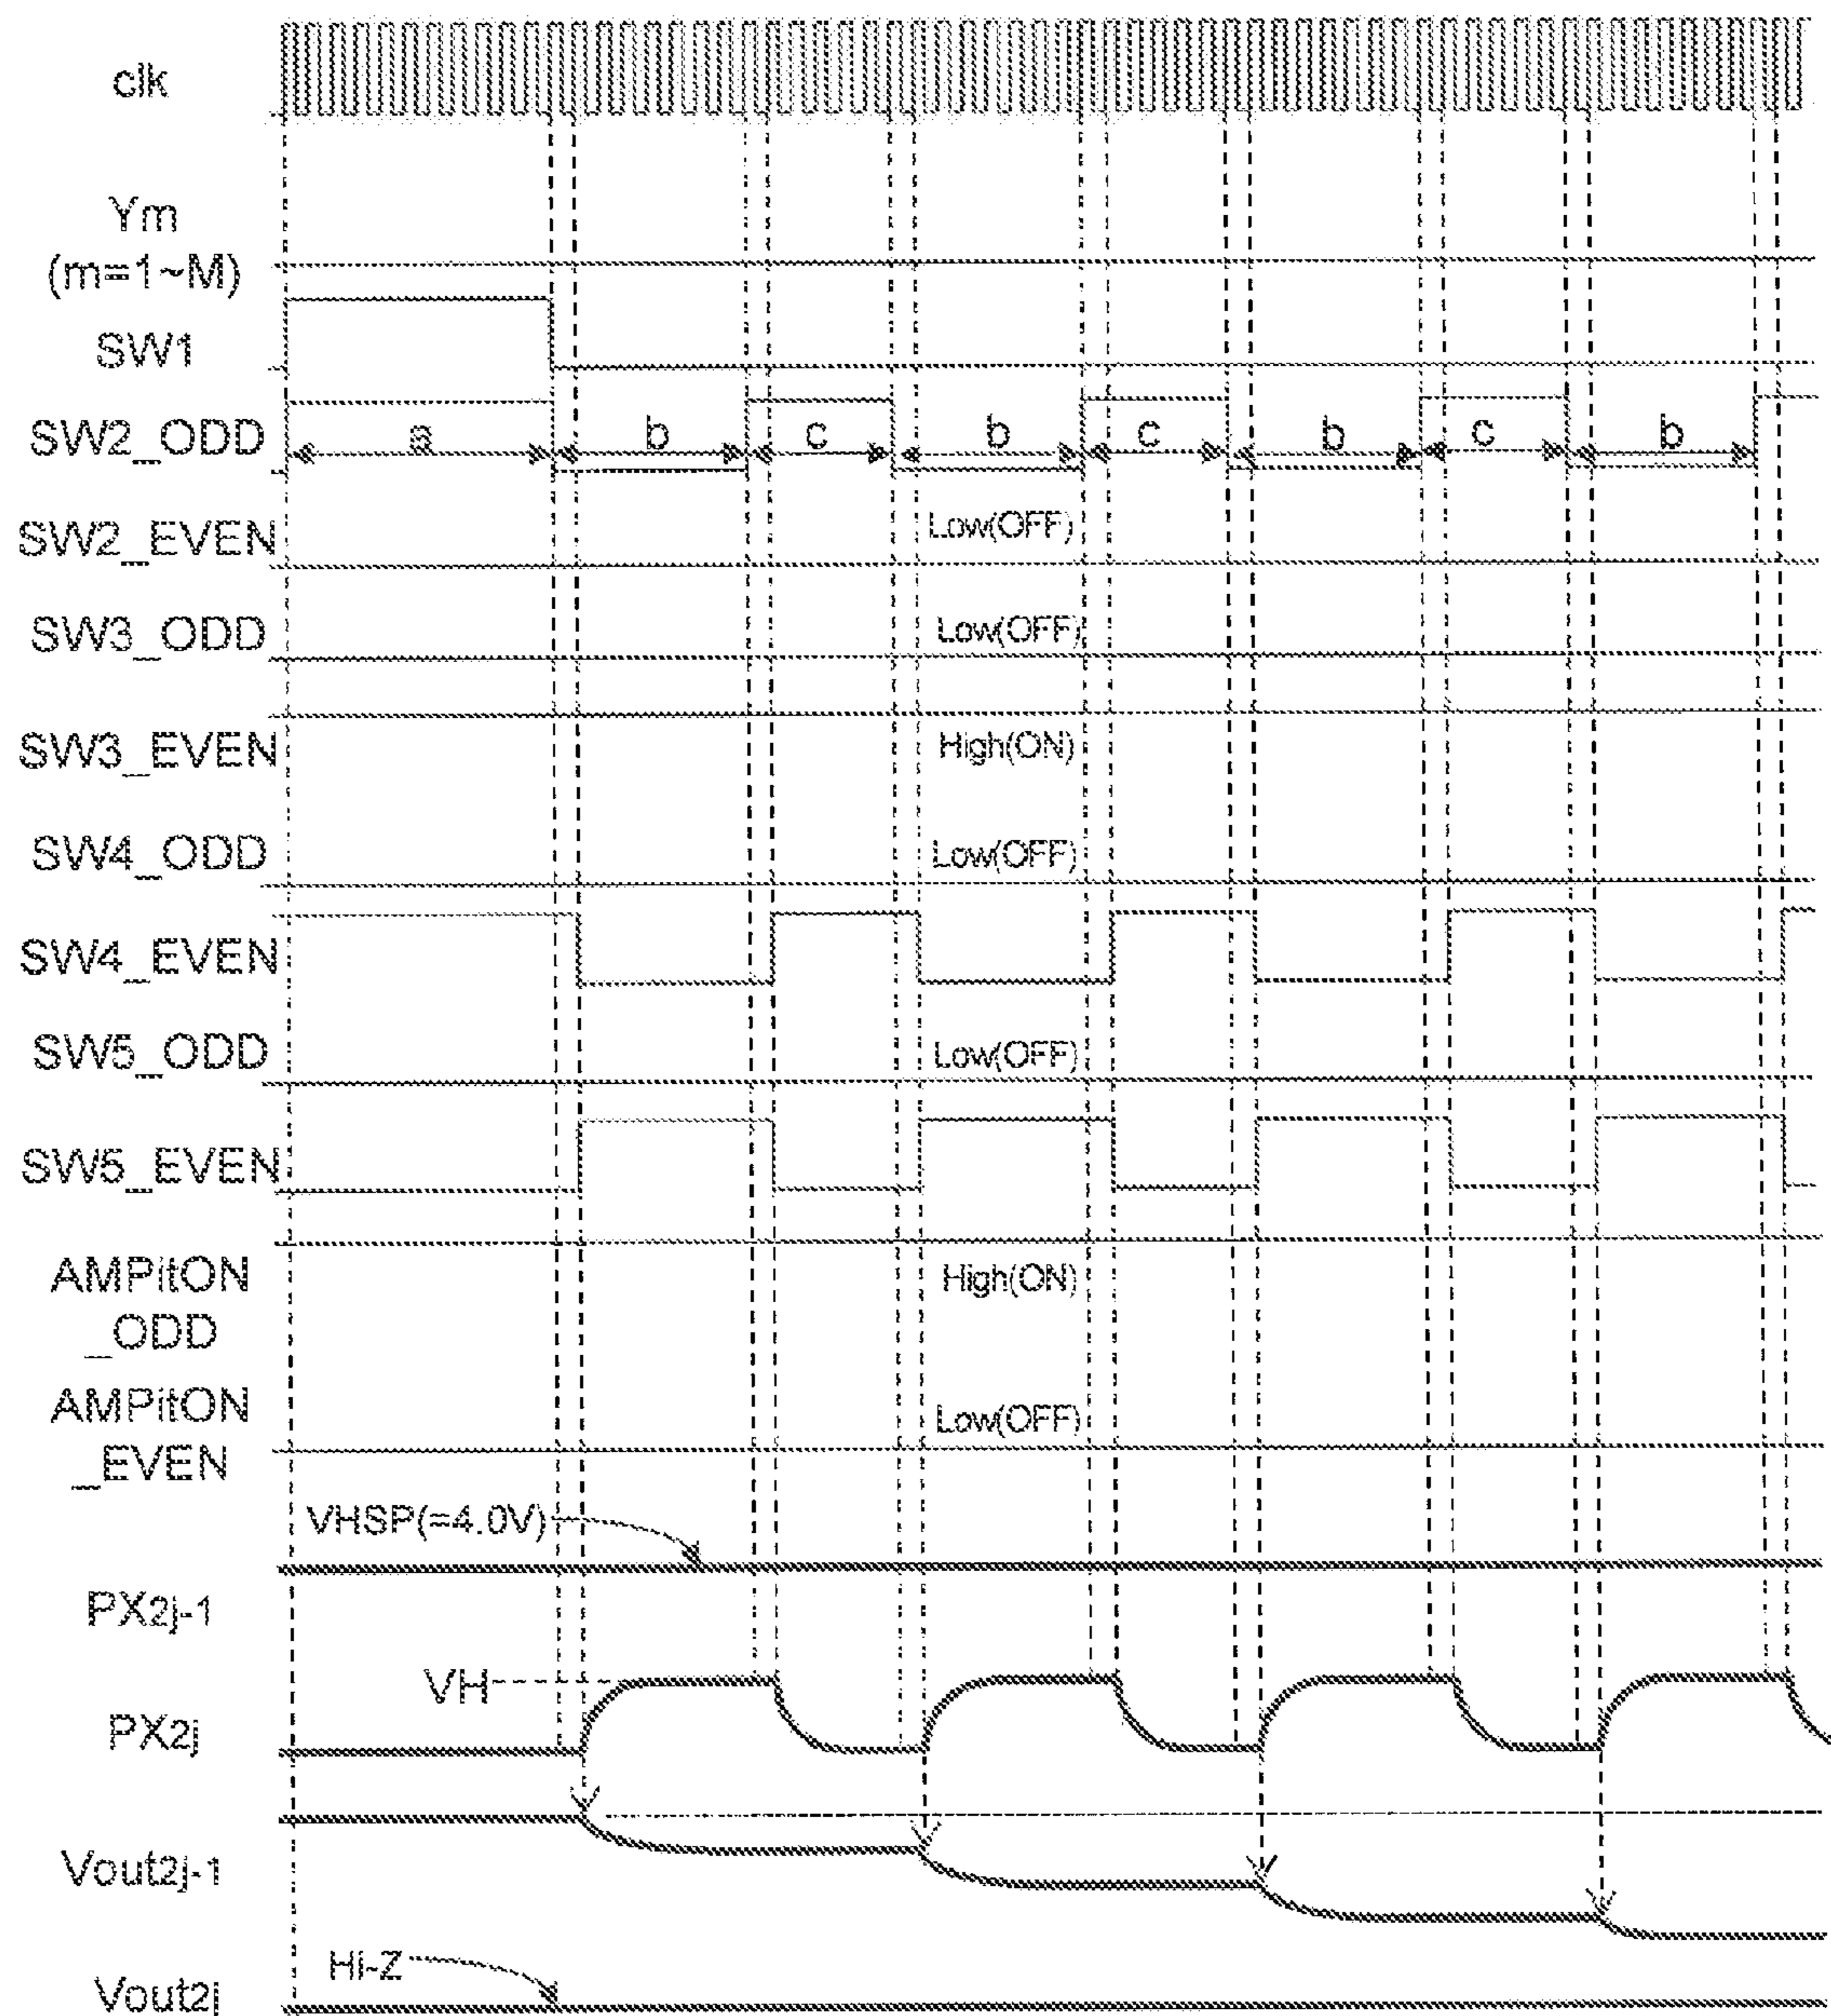 clk
Ym
(m=1~M)
SW1
SW2_ODD
a b c b c b c b
SW2_EVEN
Low(OFF)
SW3_ODD
Low(OFF)
SW3_EVEN
High(ON)
SW4_ODD
Low(OFF)
SW4_EVEN
SW5_ODD
Low(OFF)
SW5_EVEN
AMPitON
_ODD
High(ON)
AMPitON
_EVEN
Low(OFF)
VHSP(=4.0V)
PX2j-1
VH
PX2j
Vout2j-1
Hi-Z
Vout2j